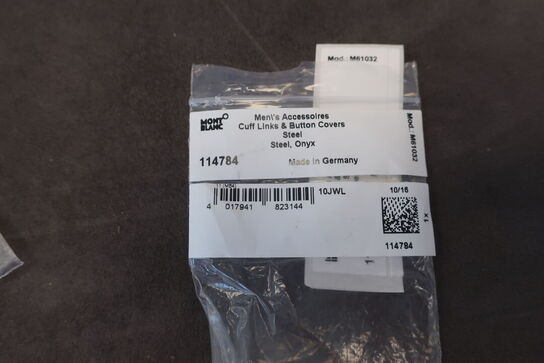 Mod.: M61032
MONT
BLANC
Men's Accessoires
Cuff Links & Button Covers
Steel
Steel, Onyx
114784
Made in Germany
Mod.: M61032
10JWL
4 017941 823144
10/16
1x
114784